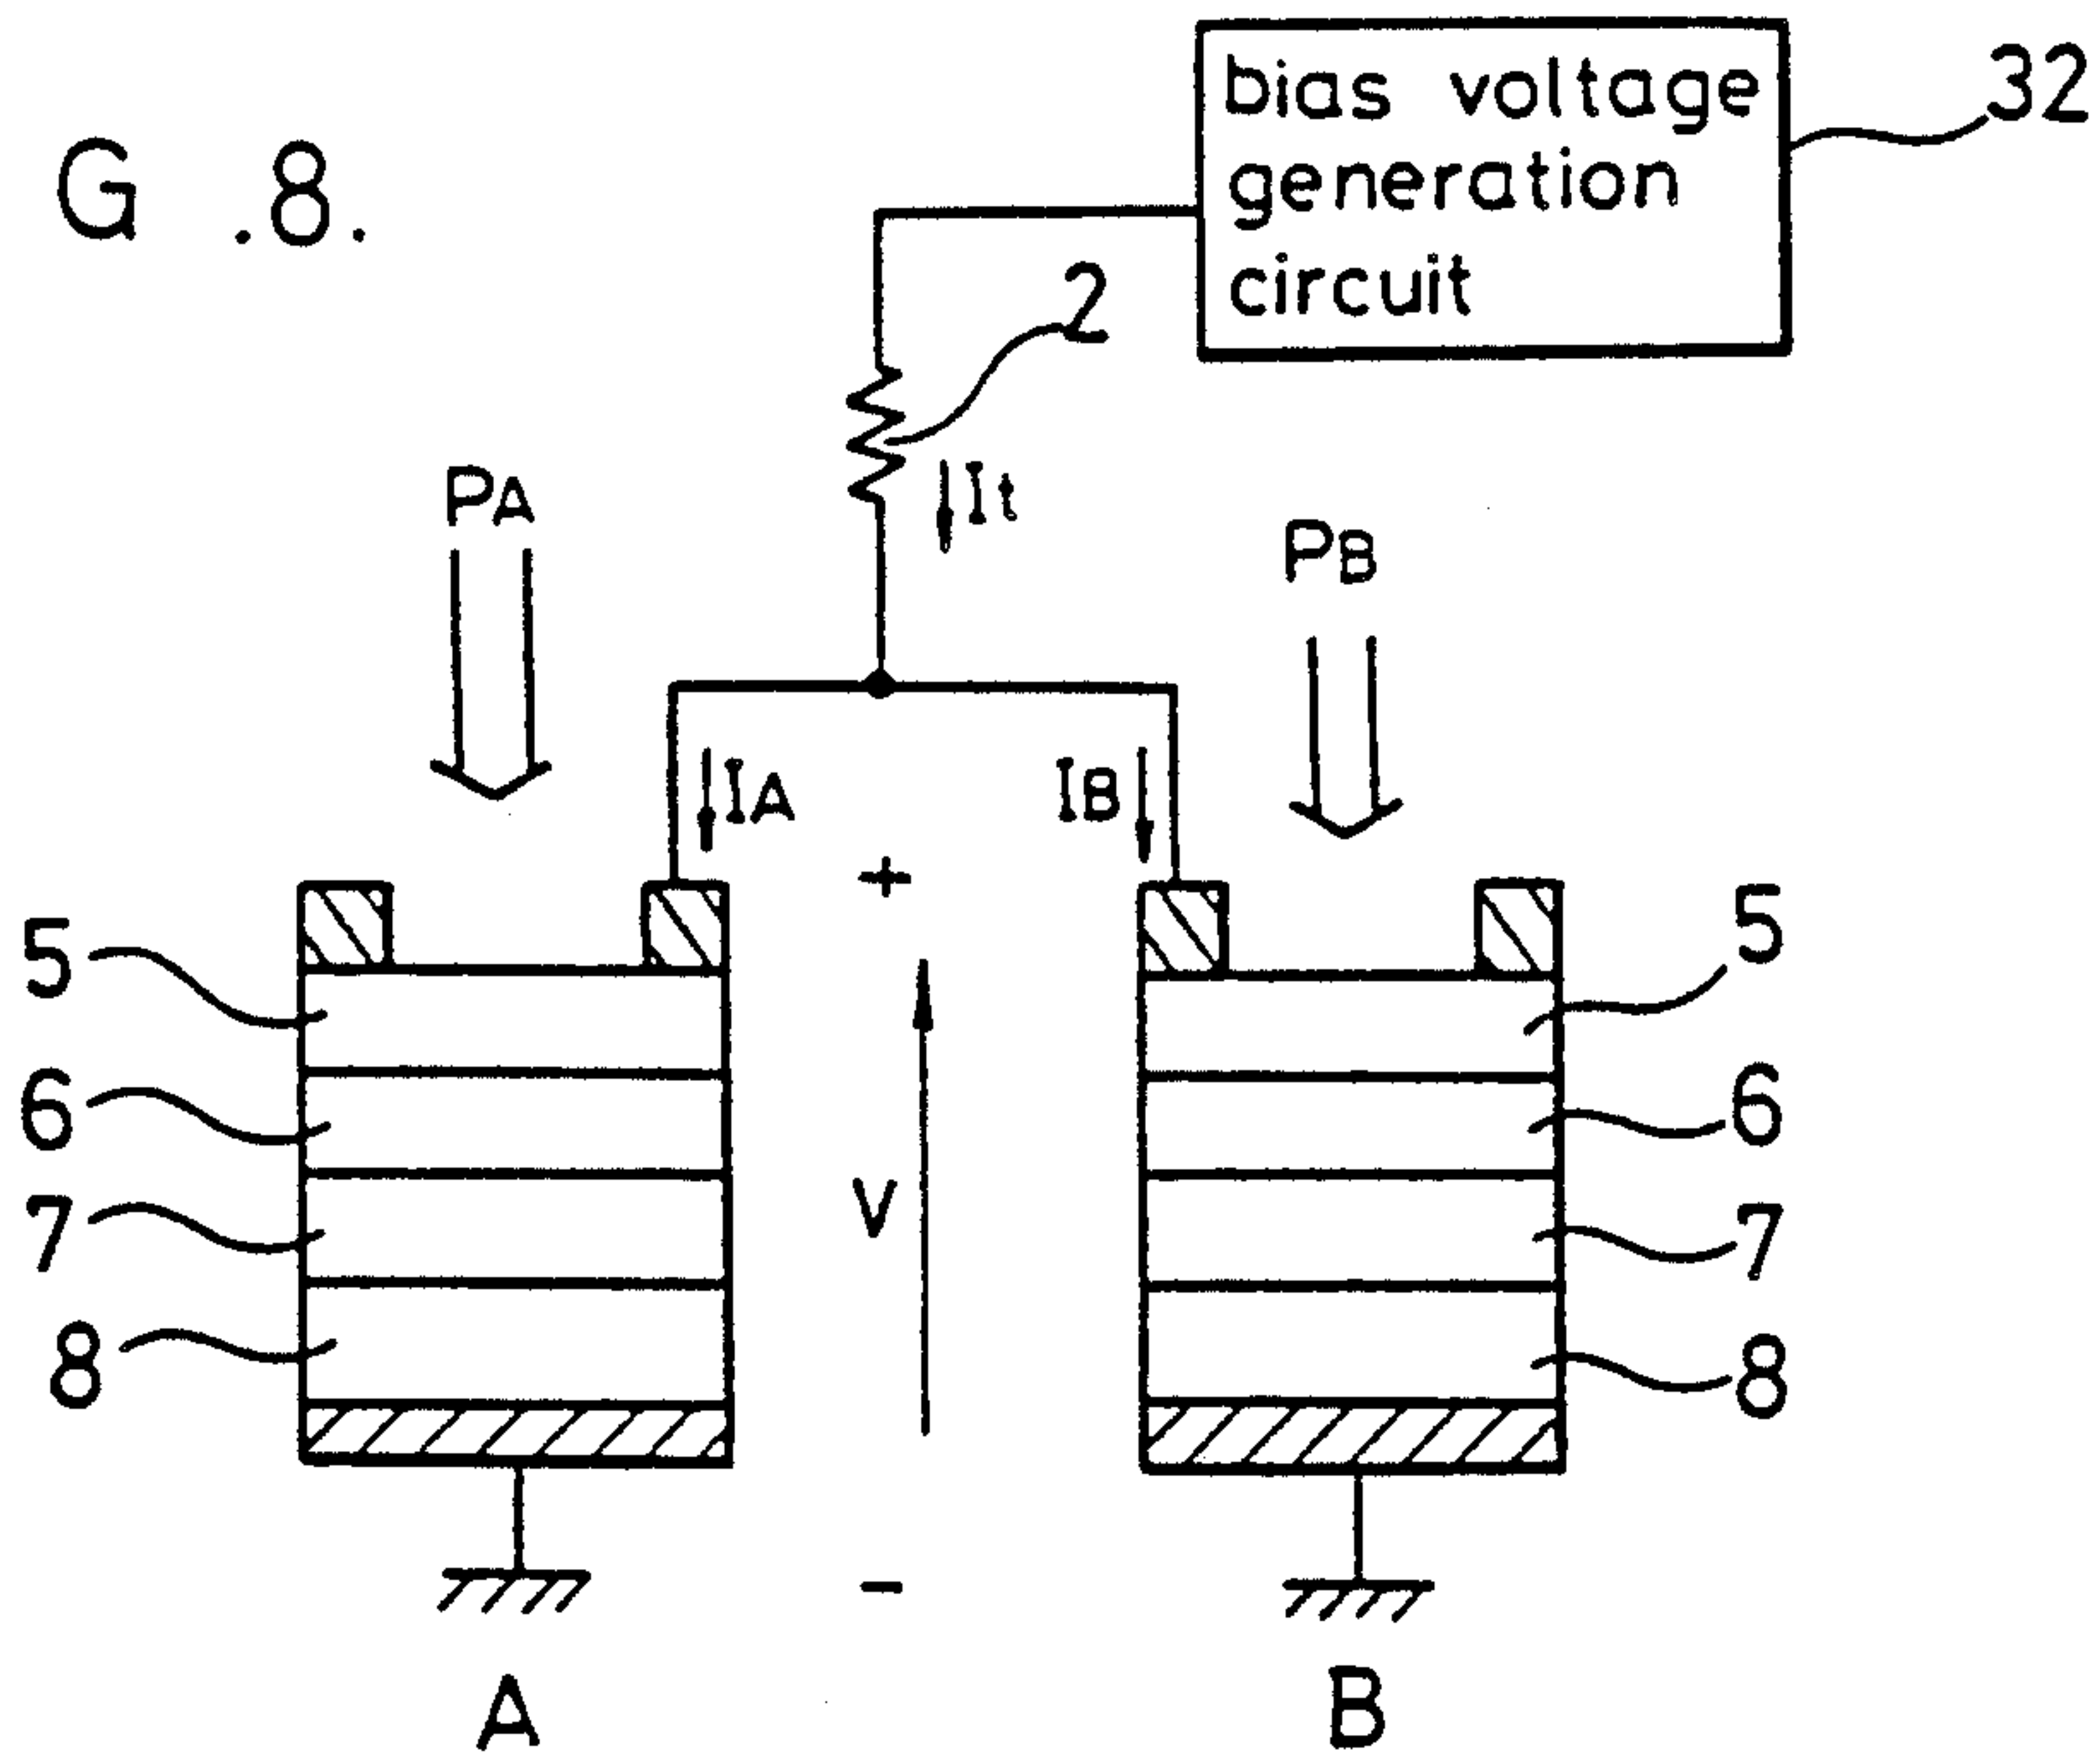 G .8.
bias voltage
generation
circuit
32
2
It
PA
PB
IA
IB
+
5
5
6
6
V
7
7
8
8
-
A
B